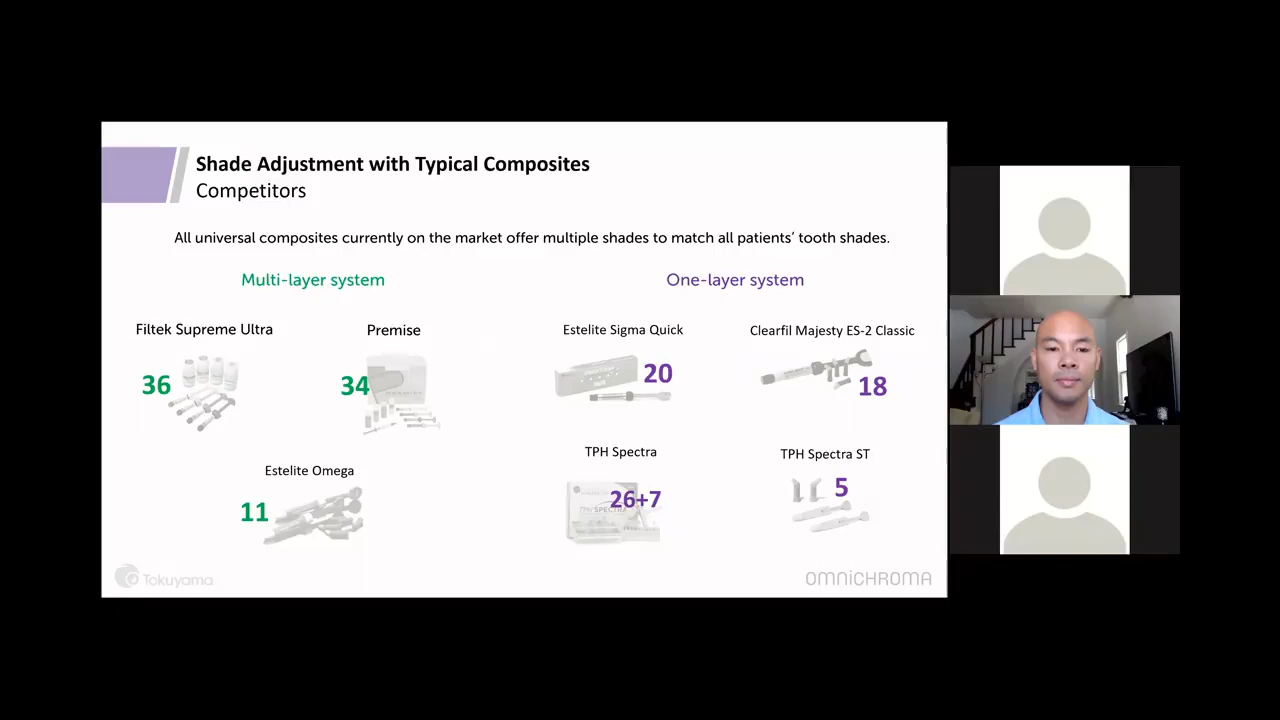 Shade Adjustment with Typical Composites
Competitors
All universal composites currently on the market offer multiple shades to match all patients' tooth shades.
Multi-layer system
One-layer system
Filtek Supreme Ultra
Premise
Estelite Sigma Quick
Clearfil Majesty ES-2 Classic
36
34
20
18
Estelite Omega
TPH Spectra
TPH Spectra ST
11
26+7
5
Tokuyama
OMNICHROMA